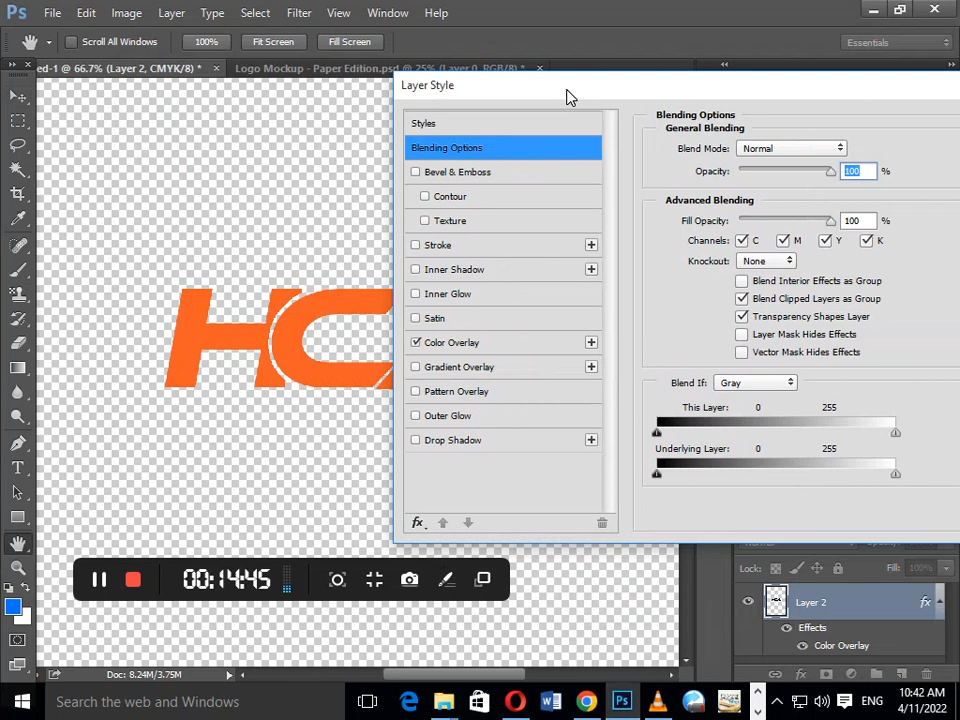 Ps File Edit Image Layer Type Select Filter View Window Help
Scroll All Windows 100% Fit Screen Fill Screen Essentials
ed-1 @ 66.7% (Layer 2, CMYK/8) * × Logo Mockup - Paper Edition.psd @ 25% (Layer 0, RGB/8) * ×
Layer Style
Styles
Blending Options
Bevel & Emboss
Contour
Texture
Stroke
Inner Shadow
Inner Glow
Satin
Color Overlay
Gradient Overlay
Pattern Overlay
Outer Glow
Drop Shadow
fx
Blending Options
General Blending
Blend Mode: Normal
Opacity: 100 %
Advanced Blending
Fill Opacity: 100 %
Channels: C M Y K
Knockout: None
Blend Interior Effects as Group
Blend Clipped Layers as Group
Transparency Shapes Layer
Layer Mask Hides Effects
Vector Mask Hides Effects
Blend If: Gray
This Layer: 0 255
Underlying Layer: 0 255
HC
00:14:45
Lock: Fill: 100%
Layer 2 fx
Effects
Color Overlay
fx
Doc: 8.24M/3.75M
Search the web and Windows
ENG
10:42 AM
4/11/2022